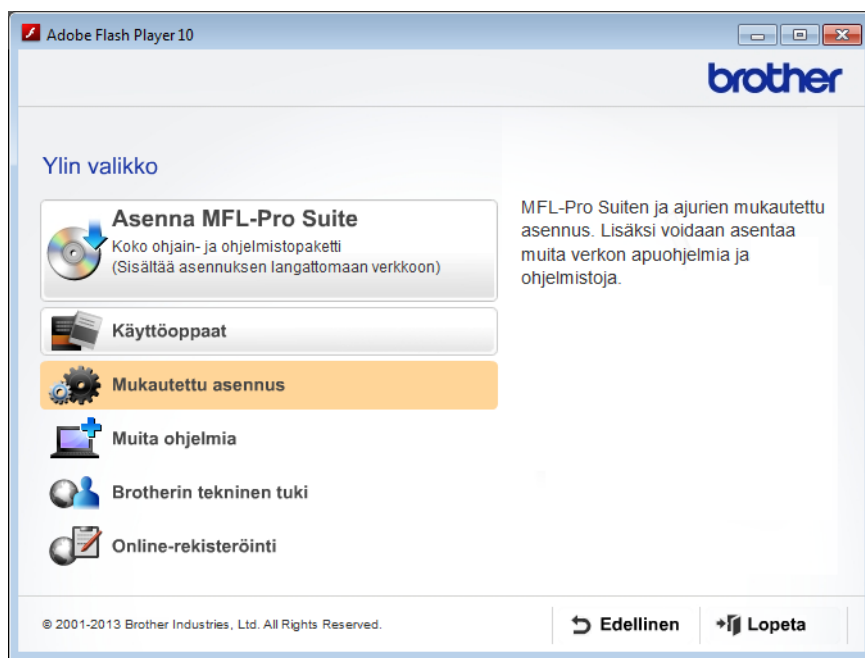 Adobe Flash Player 10
brother
Ylin valikko
Asenna MFL-Pro Suite
Koko ohjain- ja ohjelmistopaketti
(Sisältää asennuksen langattomaan verkkoon)
Käyttöoppaat
Mukautettu asennus
Muita ohjelmia
Brotherin tekninen tuki
Online-rekisteröinti
MFL-Pro Suiten ja ajurien mukautettu
asennus. Lisäksi voidaan asentaa
muita verkon apuohjelmia ja
ohjelmistoja.
© 2001-2013 Brother Industries, Ltd. All Rights Reserved.
Edellinen
Lopeta